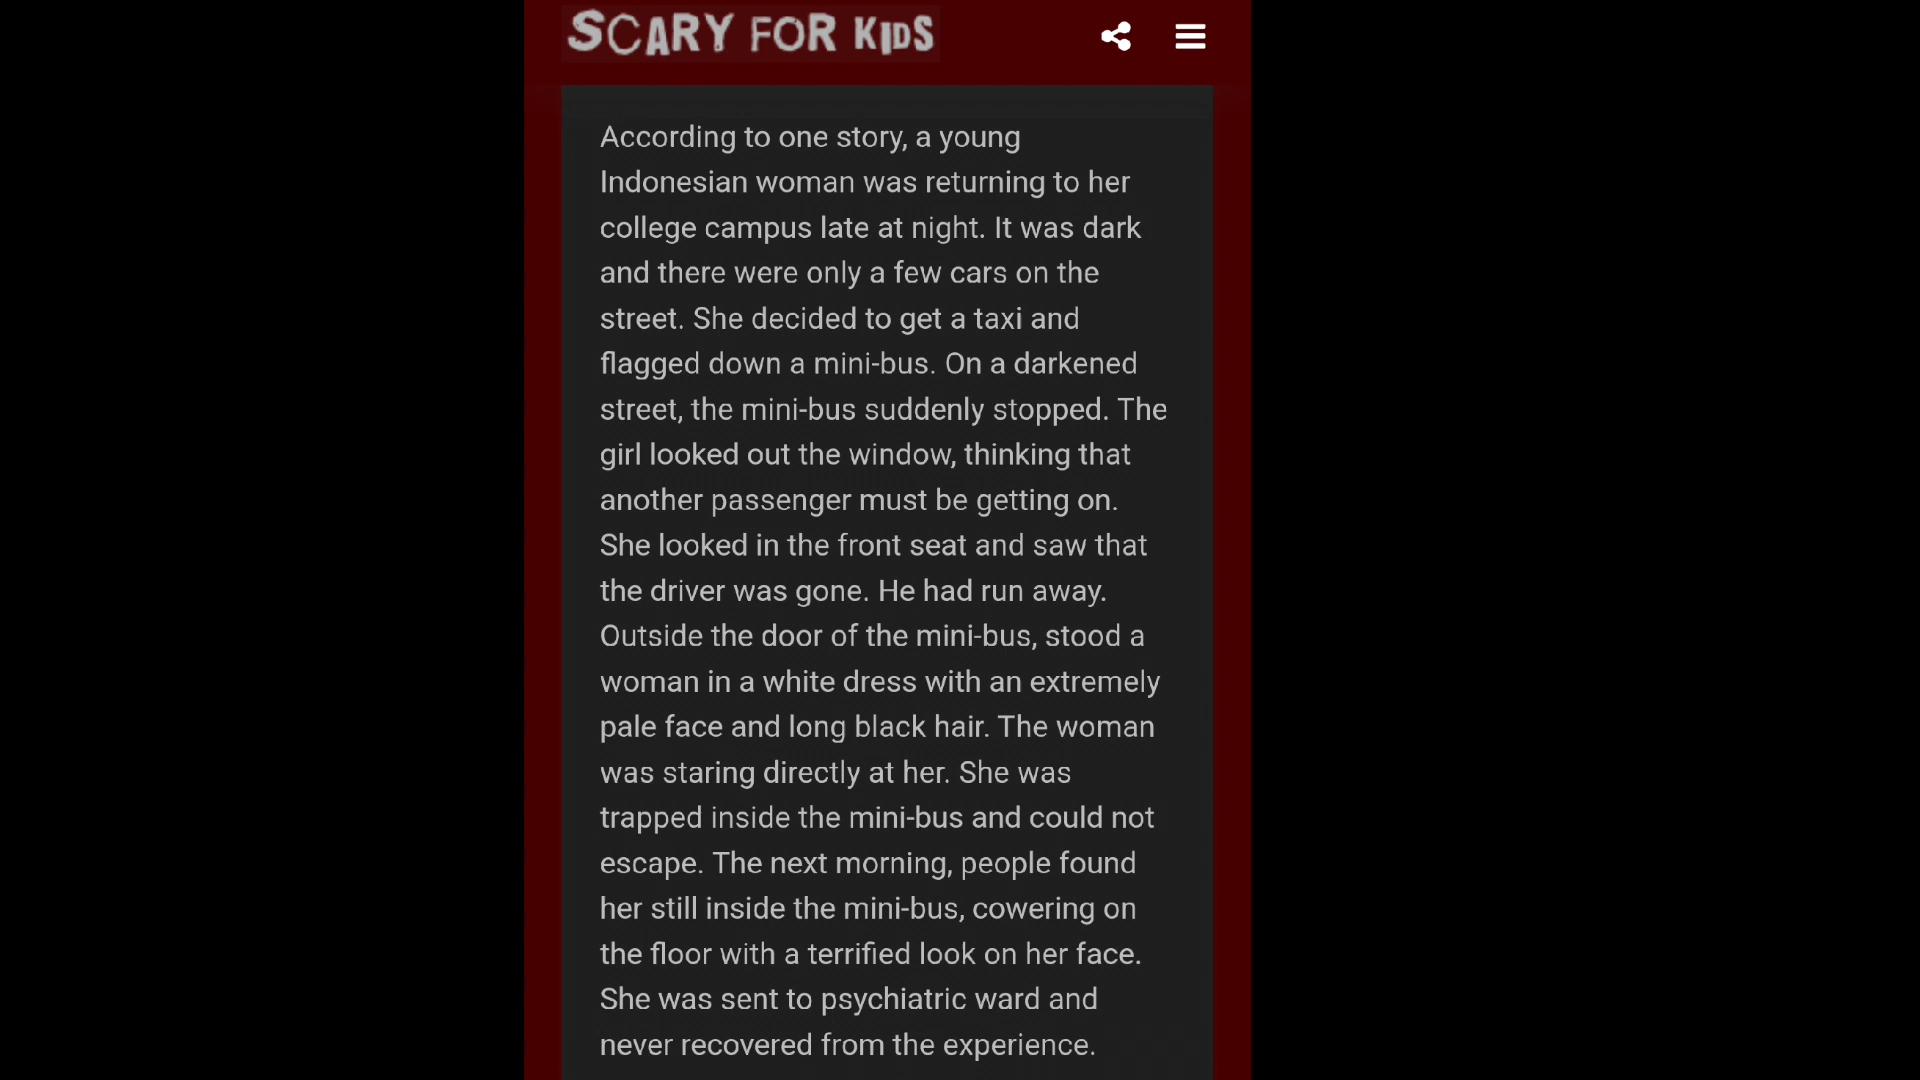 SCARY FOR KIDS
According to one story, a young
Indonesian woman was returning to her
college campus late at night. It was dark
and there were only a few cars on the
street. She decided to get a taxi and
flagged down a mini-bus. On a darkened
street, the mini-bus suddenly stopped. The
girl looked out the window, thinking that
another passenger must be getting on.
She looked in the front seat and saw that
the driver was gone. He had run away.
Outside the door of the mini-bus, stood a
woman in a white dress with an extremely
pale face and long black hair. The woman
was staring directly at her. She was
trapped inside the mini-bus and could not
escape. The next morning, people found
her still inside the mini-bus, cowering on
the floor with a terrified look on her face.
She was sent to psychiatric ward and
never recovered from the experience.